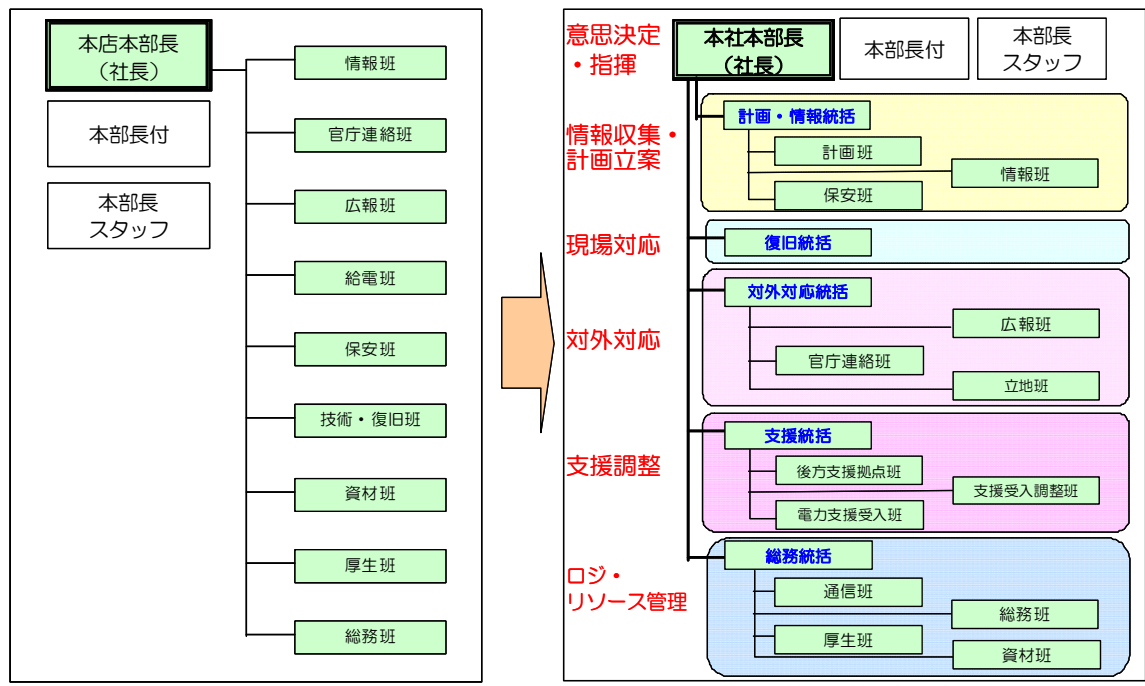 本店本部長
（社長）
本部長付
本部長
スタッフ
情報班
官庁連絡班
広報班
給電班
保安班
技術・復旧班
資材班
厚生班
総務班
意思決定
・指揮
本社本部長
（社長）
本部長付
本部長
スタッフ
情報収集・
計画立案
計画・情報統括
計画班
情報班
保安班
現場対応
復旧統括
対外対応
対外対応統括
広報班
官庁連絡班
立地班
支援調整
支援統括
後方支援拠点班
支援受入調整班
電力支援受入班
ロジ・
リソース管理
総務統括
通信班
総務班
厚生班
資材班